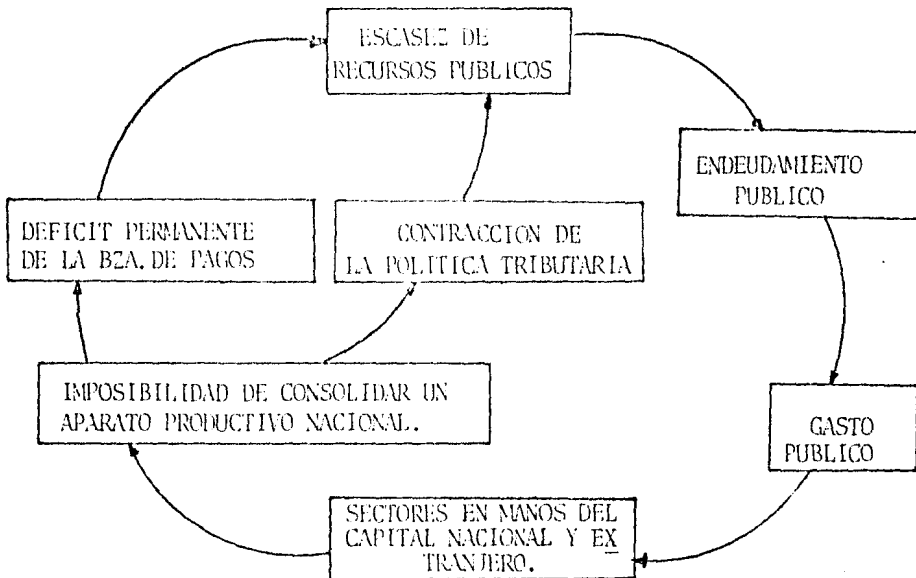 ESCASEZ DE
RECURSOS PUBLICOS
ENDEUDAMIENTO
PUBLICO
DEFICIT PERMANENTE
DE LA BZA. DE PAGOS
CONTRACCION DE
LA POLITICA TRIBUTARIA
IMPOSIBILIDAD DE CONSOLIDAR UN
APARATO PRODUCTIVO NACIONAL.
GASTO
PUBLICO
SECTORES EN MANOS DEL
CAPITAL NACIONAL Y EX
TRANJERO.